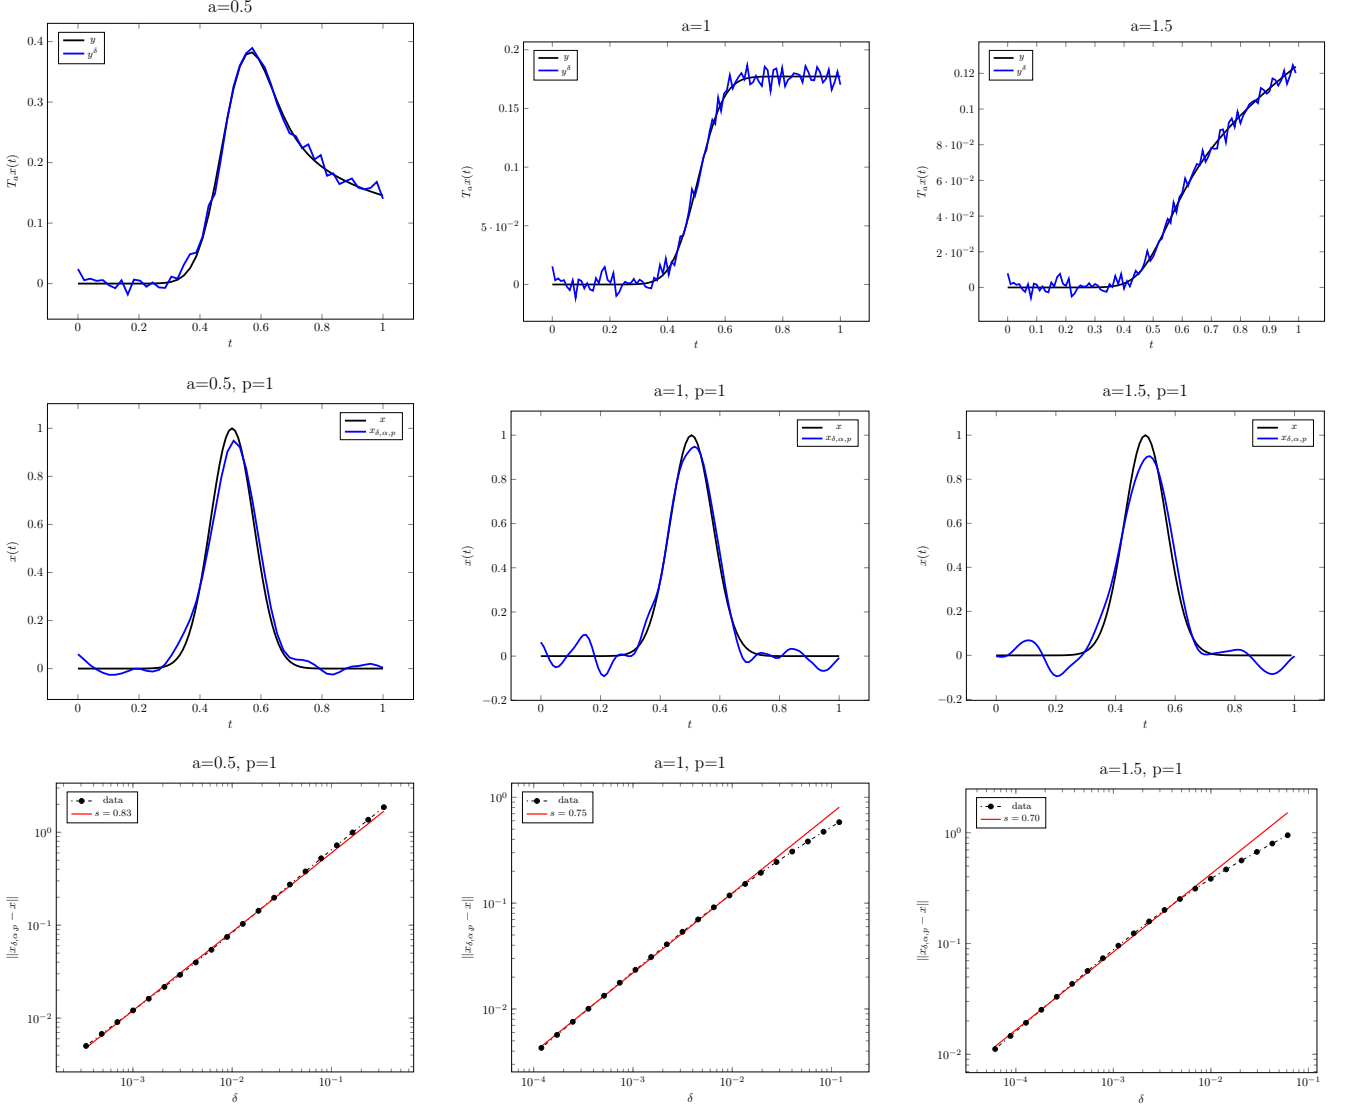 a=0.5
y
y^δ
0.4
0.3
0.2
0.1
0
T_a x(t)
0 0.2 0.4 0.6 0.8 1
t
a=1
y
y^δ
0.2
0.15
0.1
5 · 10^−2
0
T_a x(t)
0 0.2 0.4 0.6 0.8 1
t
a=1.5
y
y^δ
0.12
0.1
8 · 10^−2
6 · 10^−2
4 · 10^−2
2 · 10^−2
0
T_a x(t)
0 0.1 0.2 0.3 0.4 0.5 0.6 0.7 0.8 0.9 1
t
a=0.5, p=1
x
x_δ,α,p
1
0.8
0.6
0.4
0.2
0
x(t)
0 0.2 0.4 0.6 0.8 1
t
a=1, p=1
x
x_δ,α,p
1
0.8
0.6
0.4
0.2
0
−0.2
x(t)
0 0.2 0.4 0.6 0.8 1
t
a=1.5, p=1
x
x_δ,α,p
1
0.8
0.6
0.4
0.2
0
−0.2
x(t)
0 0.2 0.4 0.6 0.8 1
t
a=0.5, p=1
data
s = 0.83
10^0
10^−1
10^−2
||x_δ,α,p − x||
10^−3 10^−2 10^−1
δ
a=1, p=1
data
s = 0.75
10^0
10^−1
10^−2
||x_δ,α,p − x||
10^−4 10^−3 10^−2 10^−1
δ
a=1.5, p=1
data
s = 0.70
10^0
10^−1
10^−2
||x_δ,α,p − x||
10^−4 10^−3 10^−2 10^−1
δ